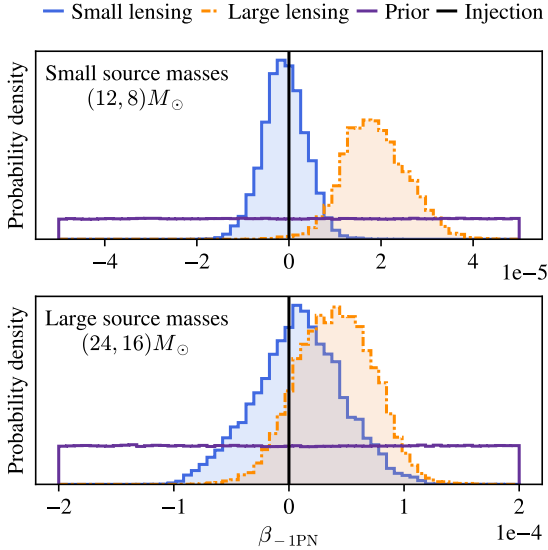 Small lensing Large lensing Prior Injection
Small source masses
(12, 8)M⊙
Probability density
−4 −2 0 2 4
1e−5
Large source masses
(24, 16)M⊙
Probability density
−2 −1 0 1 2
1e−4
β−1PN